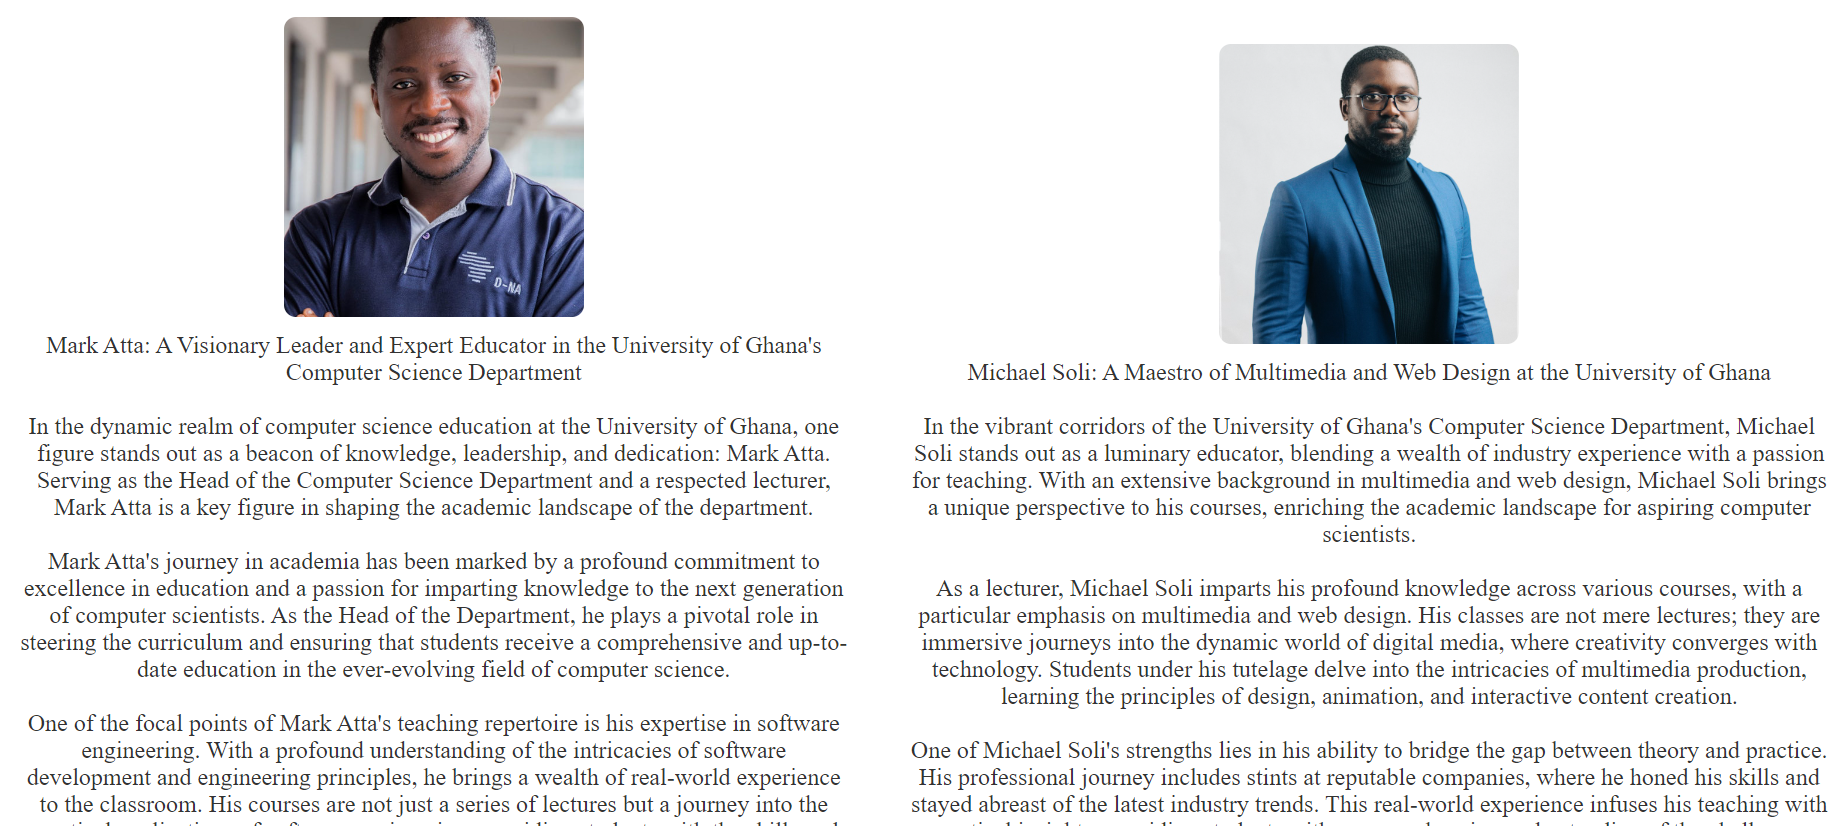 D-NA
Mark Atta: A Visionary Leader and Expert Educator in the University of Ghana's
Computer Science Department
In the dynamic realm of computer science education at the University of Ghana, one
figure stands out as a beacon of knowledge, leadership, and dedication: Mark Atta.
Serving as the Head of the Computer Science Department and a respected lecturer,
Mark Atta is a key figure in shaping the academic landscape of the department.
Mark Atta's journey in academia has been marked by a profound commitment to
excellence in education and a passion for imparting knowledge to the next generation
of computer scientists. As the Head of the Department, he plays a pivotal role in
steering the curriculum and ensuring that students receive a comprehensive and up-to-
date education in the ever-evolving field of computer science.
One of the focal points of Mark Atta's teaching repertoire is his expertise in software
engineering. With a profound understanding of the intricacies of software
development and engineering principles, he brings a wealth of real-world experience
to the classroom. His courses are not just a series of lectures but a journey into the
Michael Soli: A Maestro of Multimedia and Web Design at the University of Ghana
In the vibrant corridors of the University of Ghana's Computer Science Department, Michael
Soli stands out as a luminary educator, blending a wealth of industry experience with a passion
for teaching. With an extensive background in multimedia and web design, Michael Soli brings
a unique perspective to his courses, enriching the academic landscape for aspiring computer
scientists.
As a lecturer, Michael Soli imparts his profound knowledge across various courses, with a
particular emphasis on multimedia and web design. His classes are not mere lectures; they are
immersive journeys into the dynamic world of digital media, where creativity converges with
technology. Students under his tutelage delve into the intricacies of multimedia production,
learning the principles of design, animation, and interactive content creation.
One of Michael Soli's strengths lies in his ability to bridge the gap between theory and practice.
His professional journey includes stints at reputable companies, where he honed his skills and
stayed abreast of the latest industry trends. This real-world experience infuses his teaching with